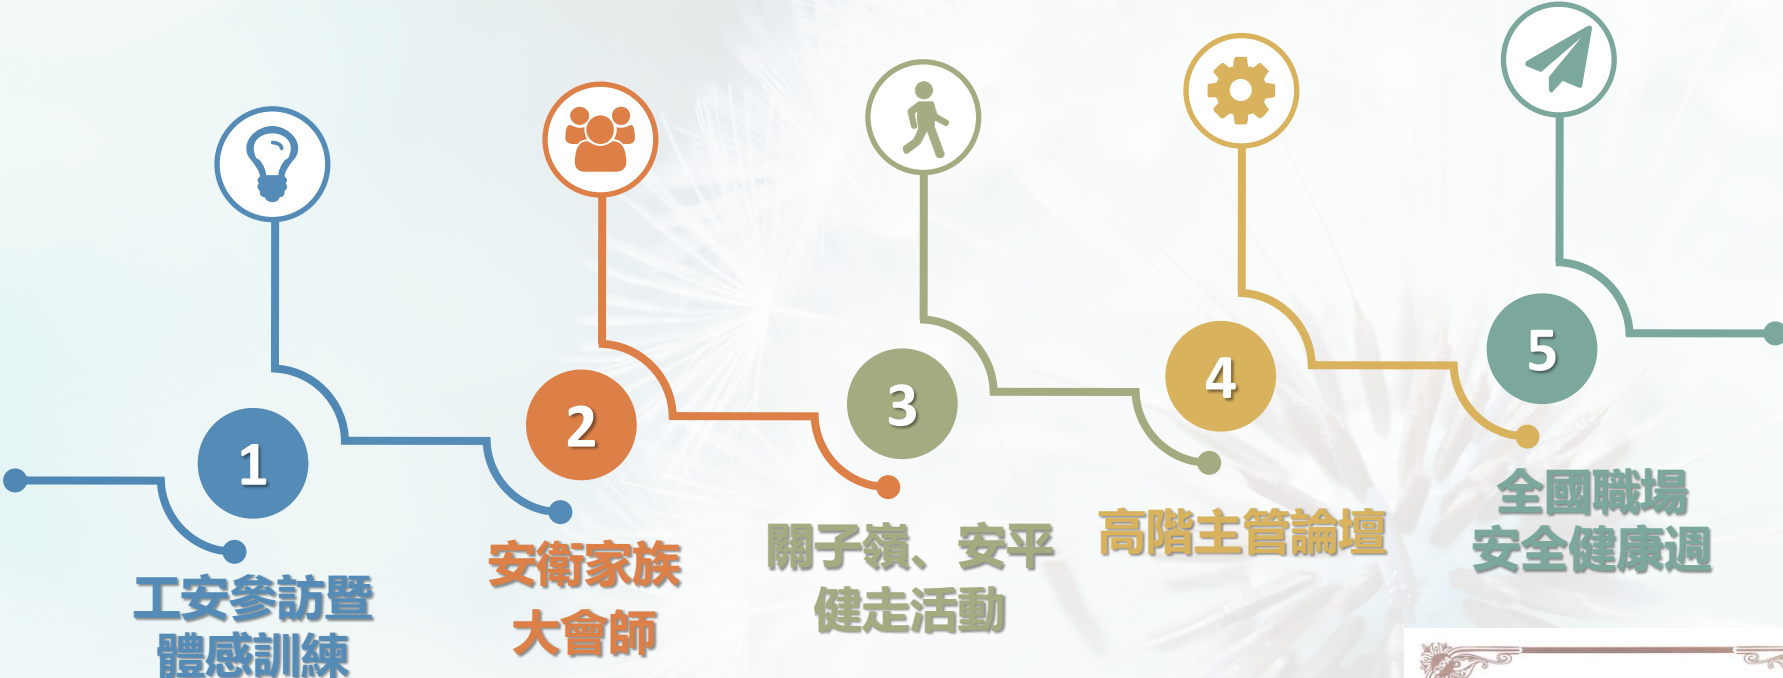 1
工安參訪暨
體感訓練
2
安衛家族
大會師
3
關子嶺、安平
健走活動
4
高階主管論壇
5
全國職場
安全健康週